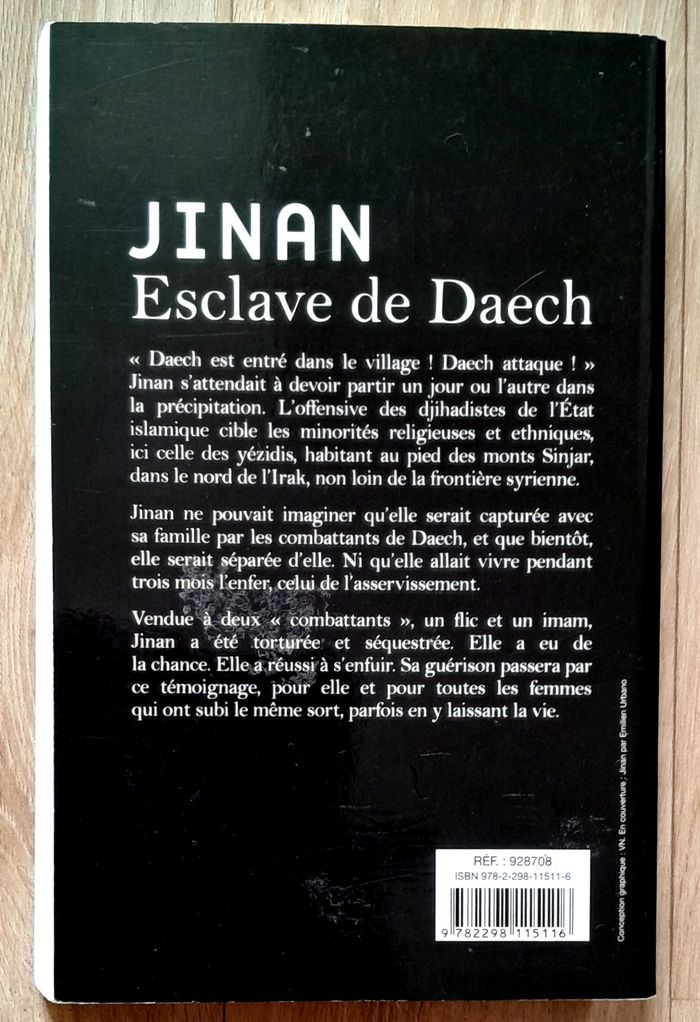 JINAN
Esclave de Daech
« Daech est entré dans le village ! Daech attaque ! »
Jinan s'attendait à devoir partir un jour ou l'autre dans
la précipitation. L'offensive des djihadistes de l'État
islamique cible les minorités religieuses et ethniques,
ici celle des yézidis, habitant au pied des monts Sinjar,
dans le nord de l'Irak, non loin de la frontière syrienne.
Jinan ne pouvait imaginer qu'elle serait capturée avec
sa famille par les combattants de Daech, et que bientôt,
elle serait séparée d'elle. Ni qu'elle allait vivre pendant
trois mois l'enfer, celui de l'asservissement.
Vendue à deux « combattants », un flic et un imam,
Jinan a été torturée et séquestrée. Elle a eu de
la chance. Elle a réussi à s'enfuir. Sa guérison passera par
ce témoignage, pour elle et pour toutes les femmes
qui ont subi le même sort, parfois en y laissant la vie.
Conception graphique : VN. En couverture : Jinan par Emilien Urbano
RÉF. : 928708
ISBN 978-2-298-11511-6
9 782298 115116